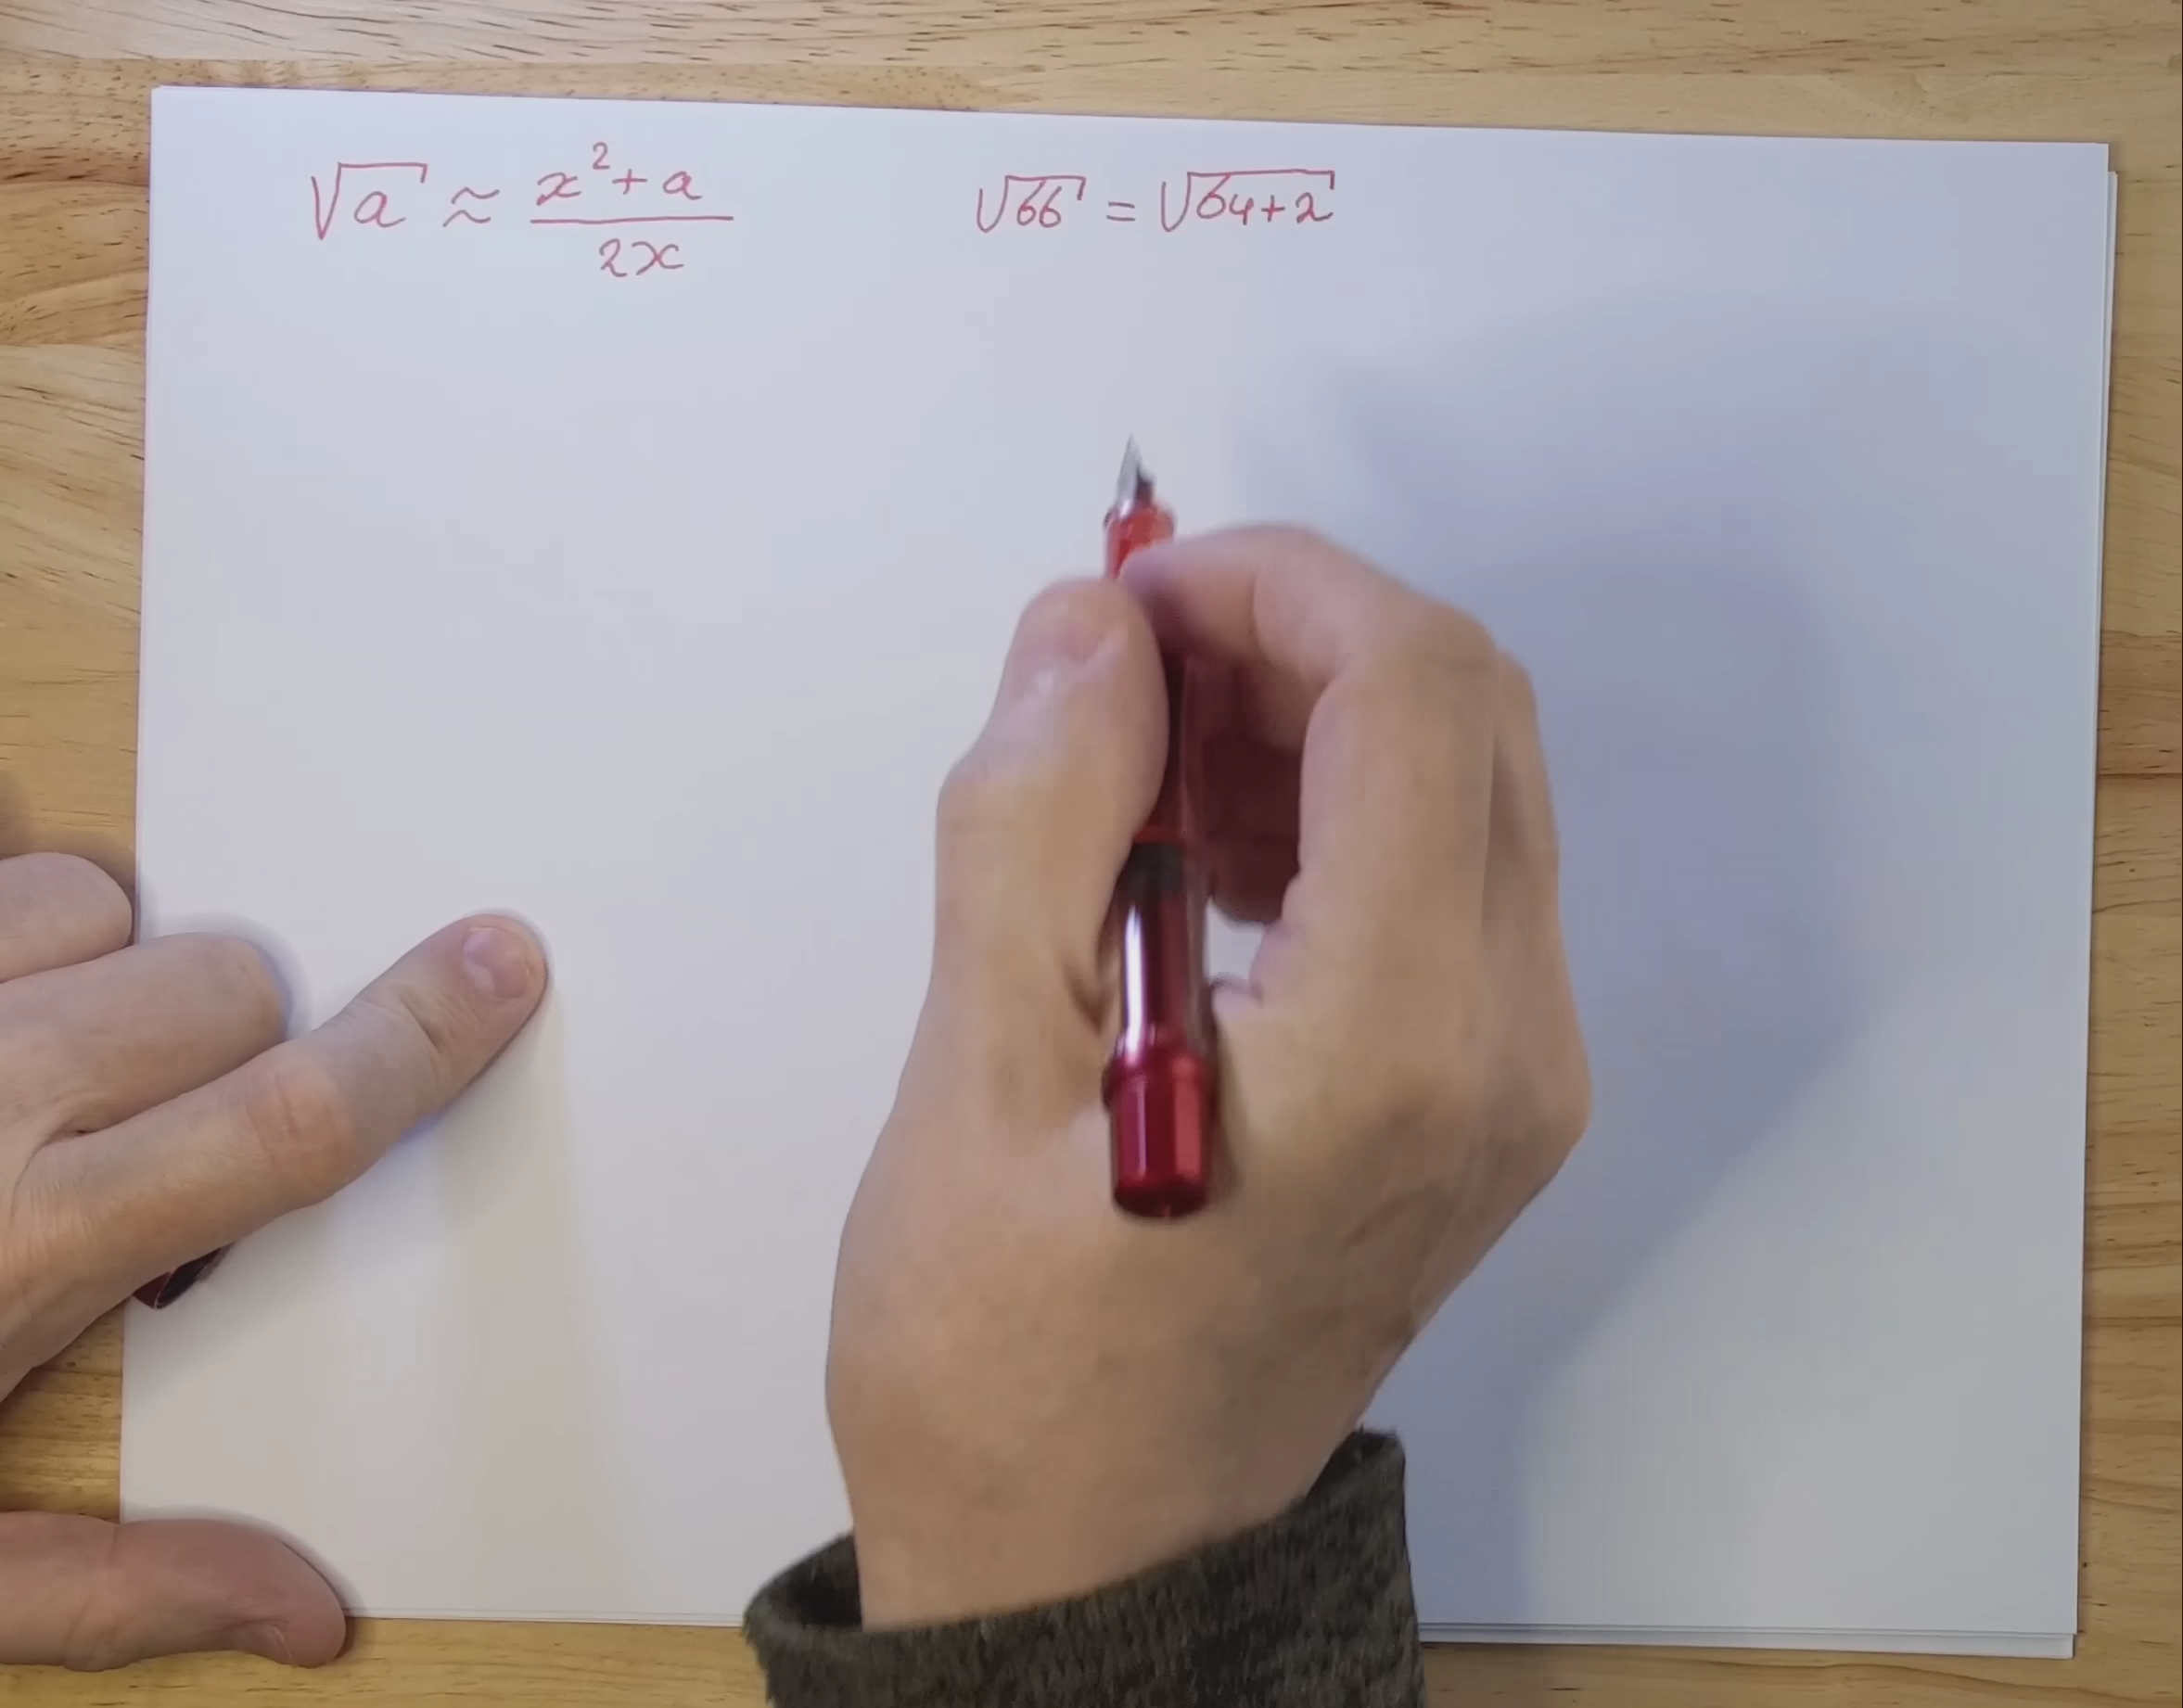 √a ≈ (x² + a) / 2x
√66 = √64+2